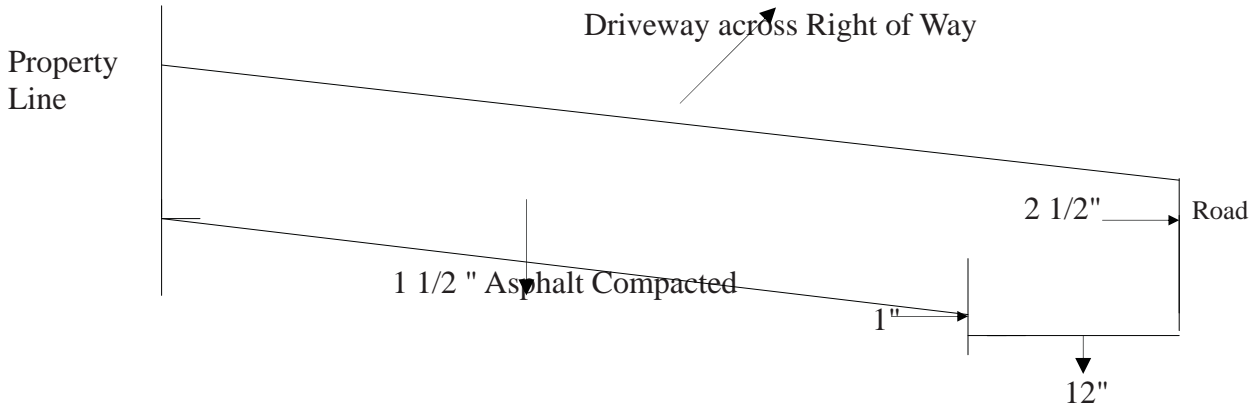 Driveway across Right of Way
Property
Line
2 1/2"
Road
1 1/2 " Asphalt Compacted
1"
12"